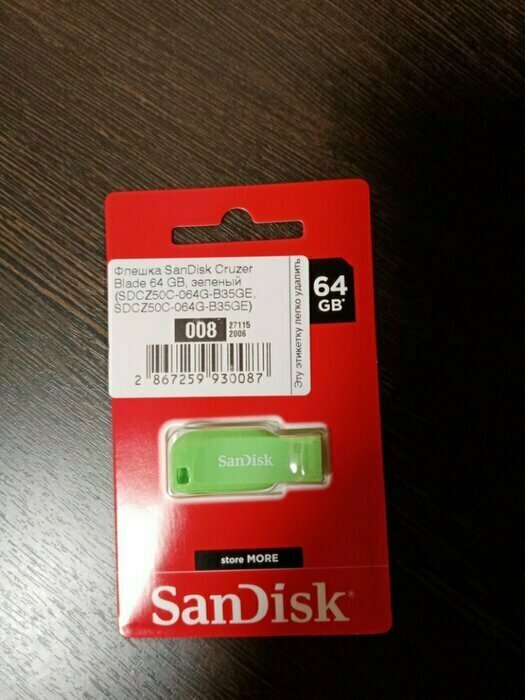 Флешка SanDisk Cruzer
Blade 64 GB, зеленый
(SDCZ50C-064G-B35GE,
SDCZ50C-064G-B35GE)
008
27115
2006
2 867259 930087
Эту этикетку легко удалить
64
GB*
SanDisk
store MORE
SanDisk®